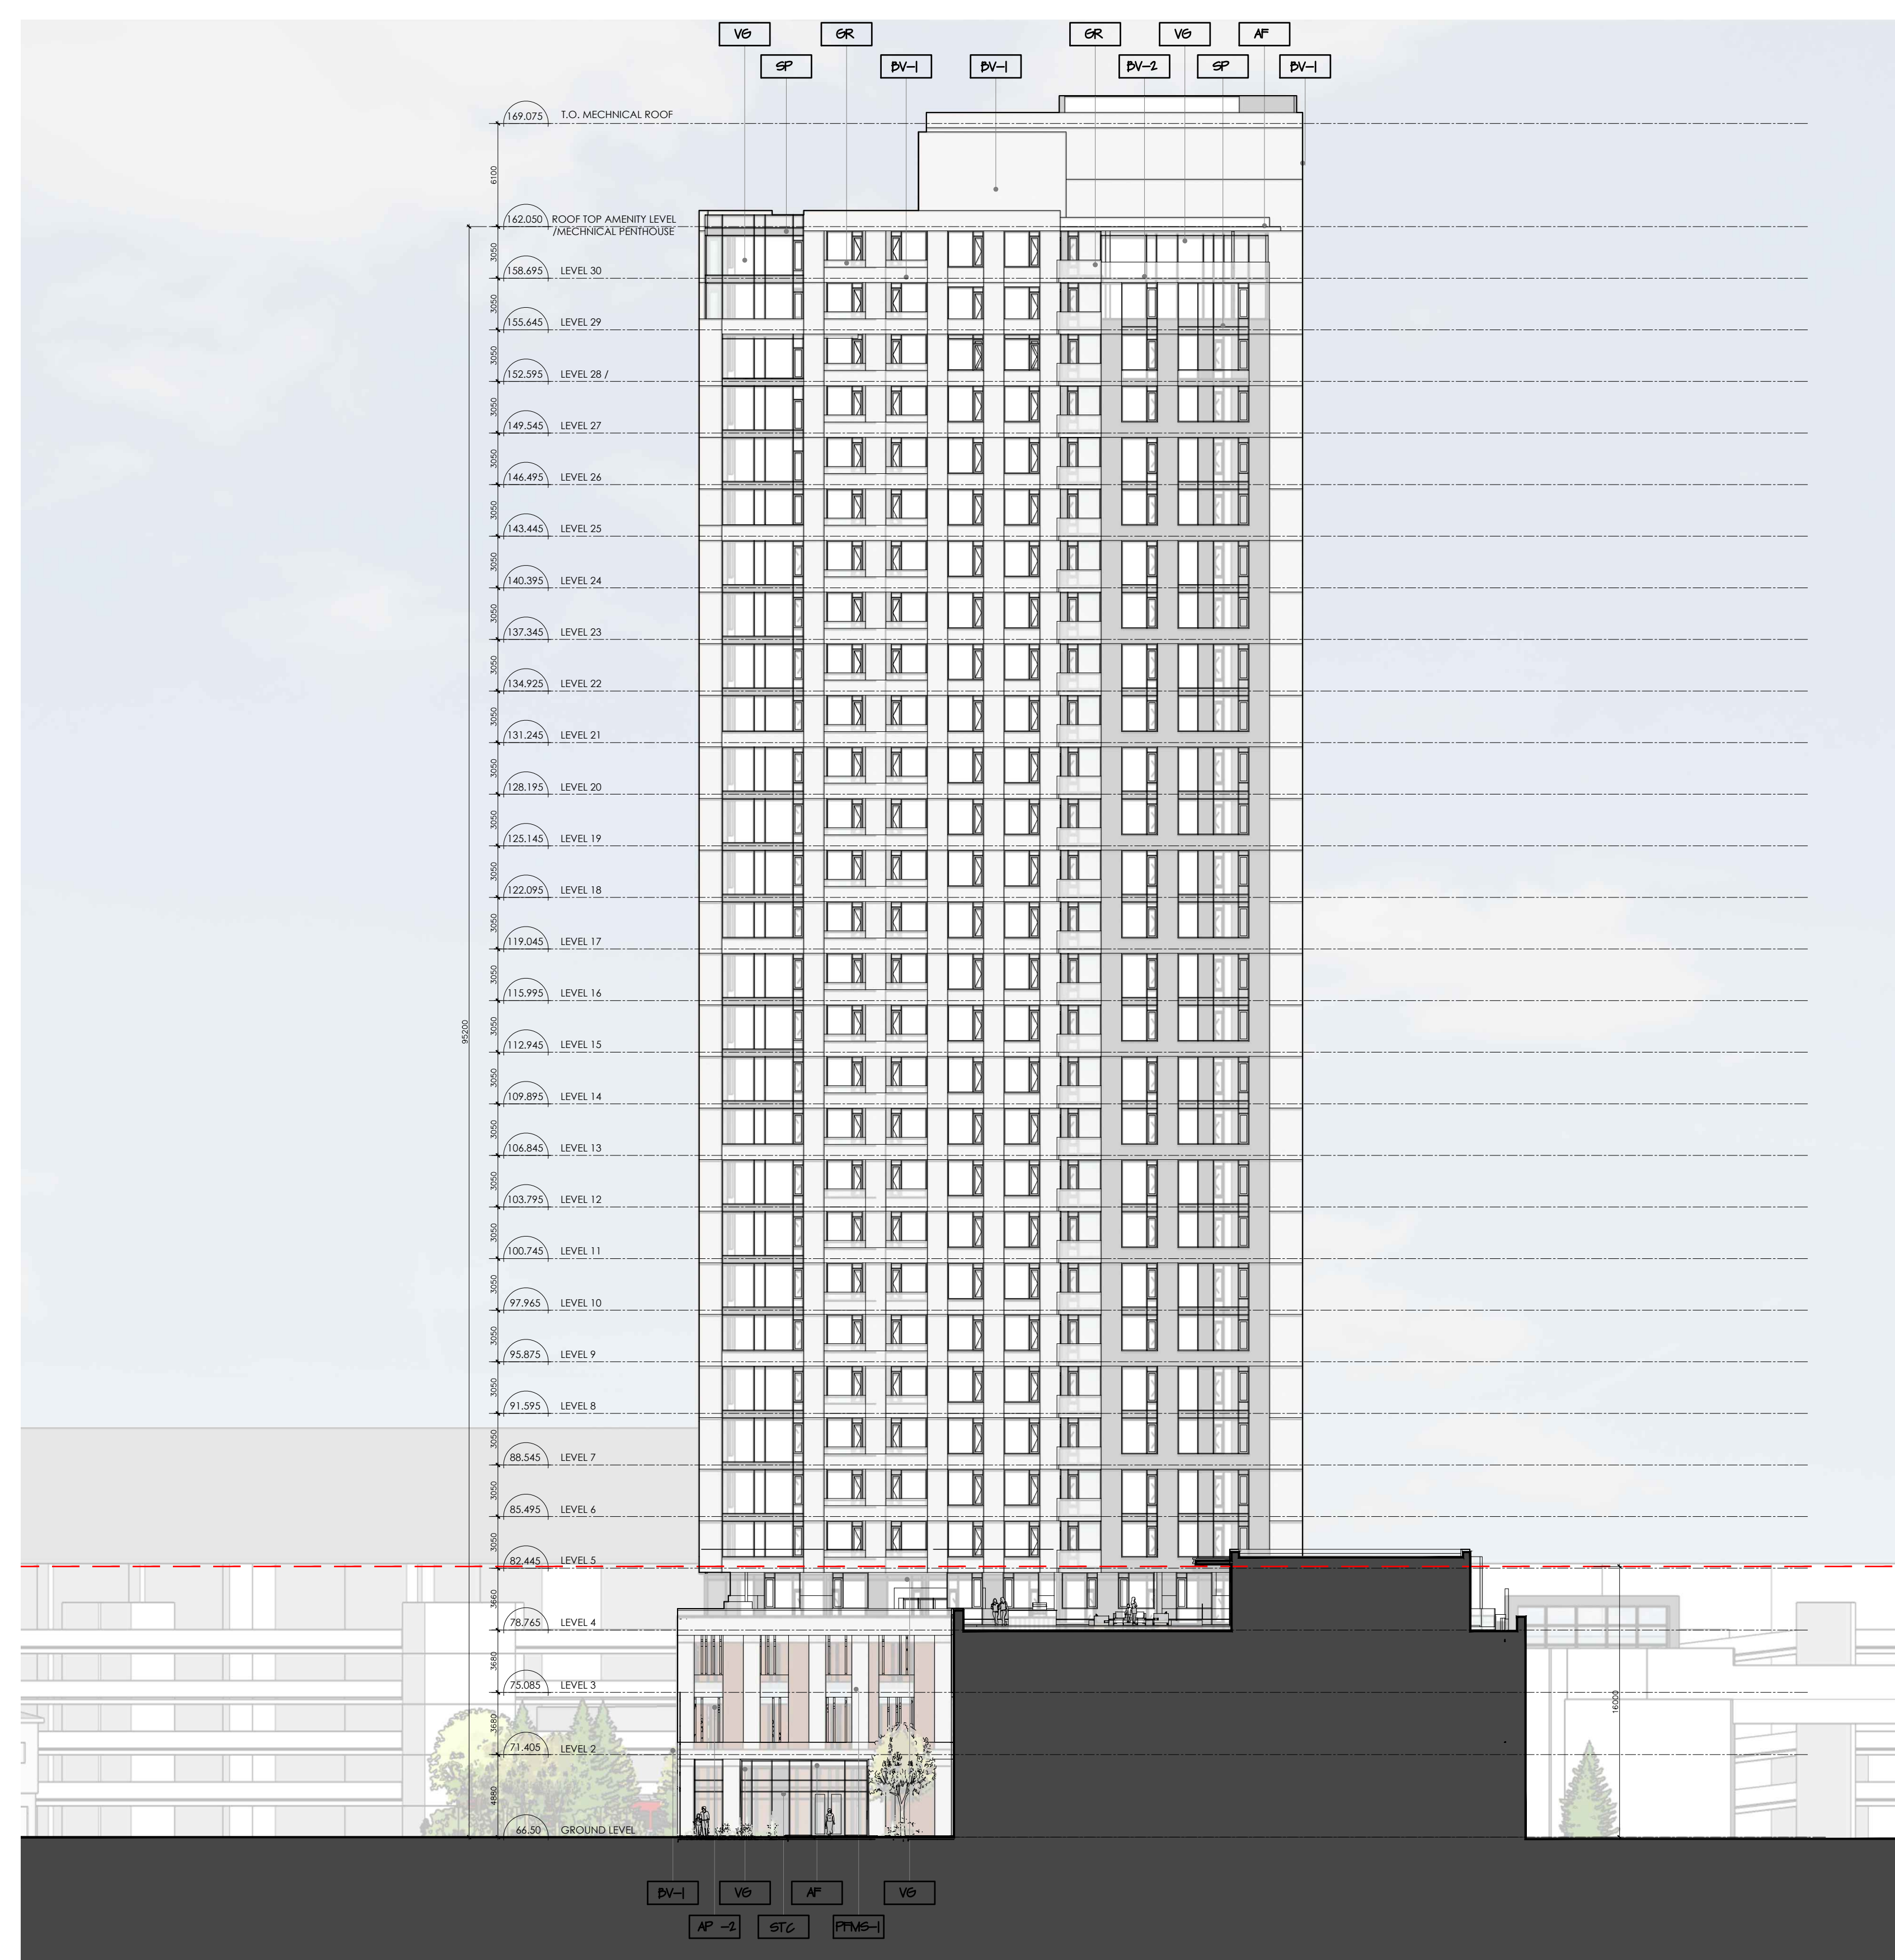 VG GR GR VG AF
SP BV-1 BV-1 BV-2 SP BV-1
169.075 T.O. MECHNICAL ROOF
6100
162.050 ROOF TOP AMENITY LEVEL
/MECHNICAL PENTHOUSE
3050
158.695 LEVEL 30
3050
155.645 LEVEL 29
3050
152.595 LEVEL 28 /
3050
149.545 LEVEL 27
3050
146.495 LEVEL 26
3050
143.445 LEVEL 25
3050
140.395 LEVEL 24
3050
137.345 LEVEL 23
3050
134.925 LEVEL 22
3050
131.245 LEVEL 21
3050
128.195 LEVEL 20
3050
125.145 LEVEL 19
3050
122.095 LEVEL 18
3050
119.045 LEVEL 17
3050
115.995 LEVEL 16
3050
95200
112.945 LEVEL 15
3050
109.895 LEVEL 14
3050
106.845 LEVEL 13
3050
103.795 LEVEL 12
3050
100.745 LEVEL 11
3050
97.965 LEVEL 10
3050
95.875 LEVEL 9
3050
91.595 LEVEL 8
3050
88.545 LEVEL 7
3050
85.495 LEVEL 6
3050
82.445 LEVEL 5
3660
78.765 LEVEL 4
3680
75.085 LEVEL 3
16000
3680
71.405 LEVEL 2
4880
66.50 GROUND LEVEL
BV-1 VG AF VG
AP -2 STC PFMS-1